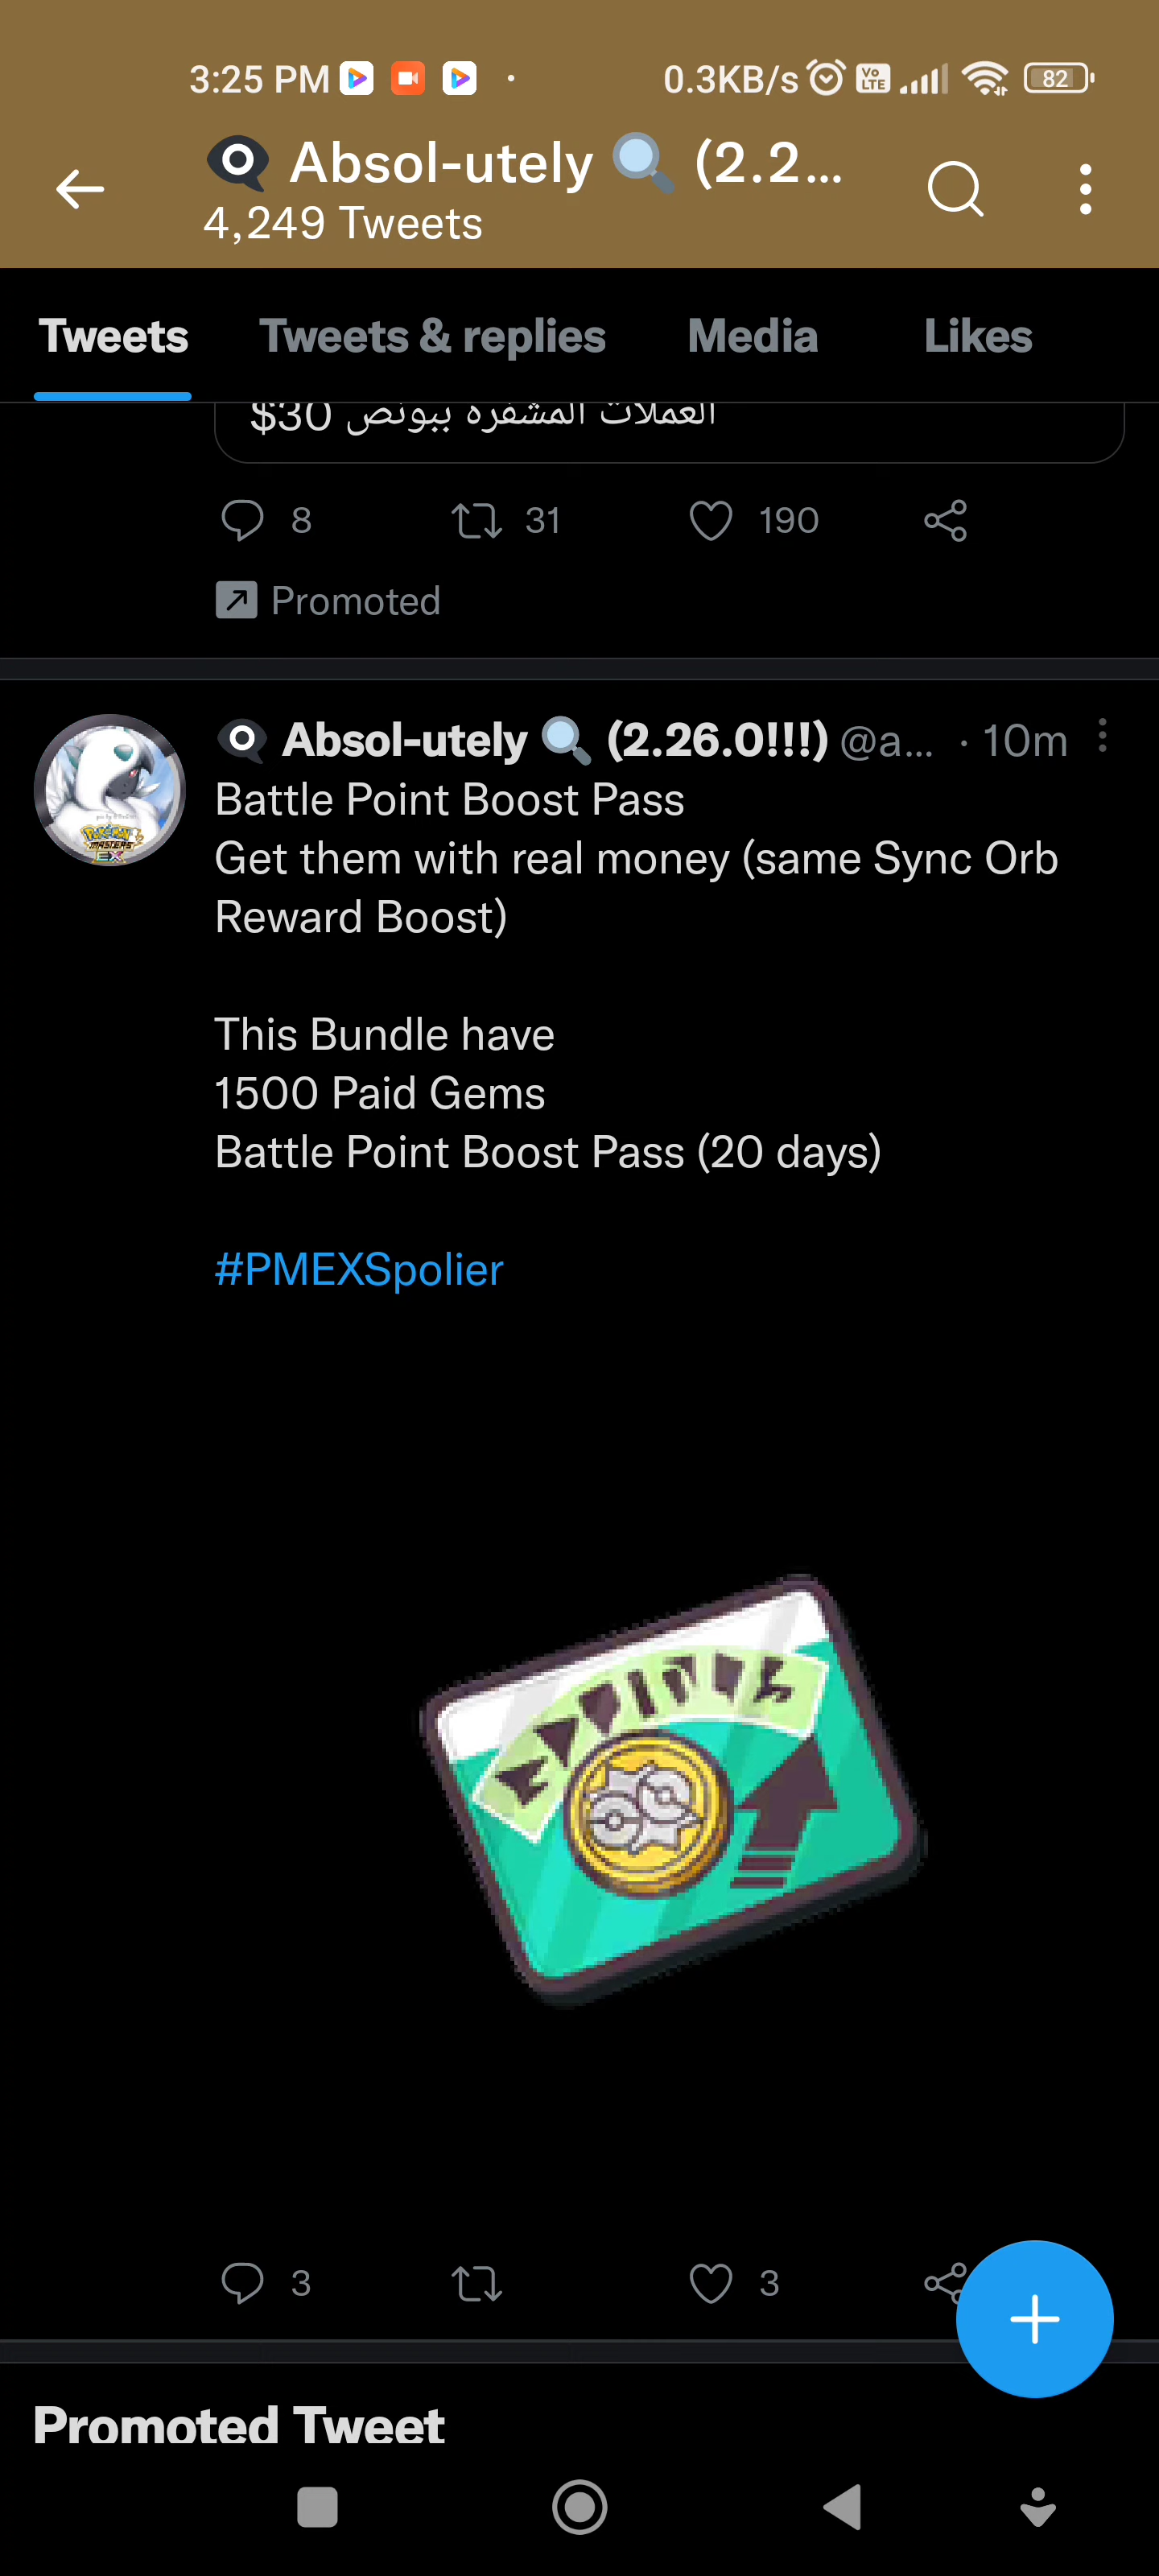 3:25 PM
0.3KB/s
VoLTE
82
Absol-utely (2.2...
4,249 Tweets
Tweets
Tweets & replies
Media
Likes
العملات المشفرة ببونص 30$
8
31
190
Promoted
Absol-utely (2.26.0!!!) @a... · 10m
Battle Point Boost Pass
Get them with real money (same Sync Orb
Reward Boost)
This Bundle have
1500 Paid Gems
Battle Point Boost Pass (20 days)
#PMEXSpolier
3
3
Promoted Tweet